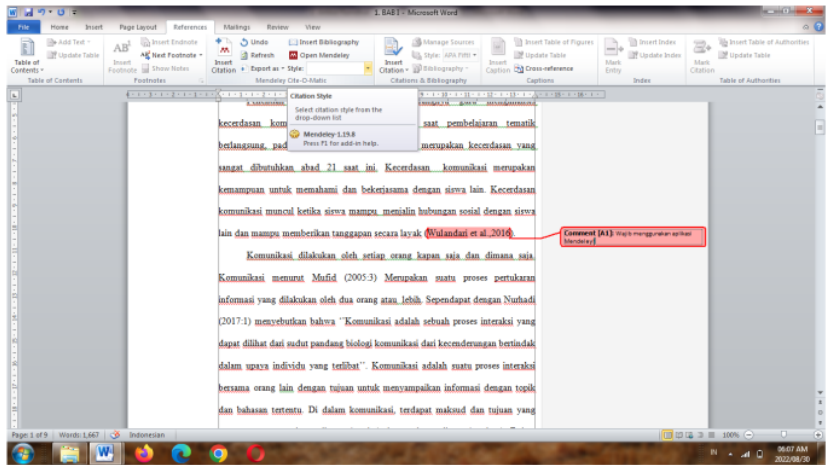 1. BAB I - Microsoft Word
File Home Insert Page Layout References Mailings Review View
Table of Contents
Add Text
Update Table
Table of Contents
AB¹
Insert Footnote
Insert Endnote
Next Footnote
Show Notes
Footnotes
Insert Citation
Undo
Refresh
Export as
Insert Bibliography
Open Mendeley
Style:
Mendeley Cite-O-Matic
Insert Citation
Manage Sources
Style: APA Fifth
Bibliography
Citations & Bibliography
Insert Caption
Insert Table of Figures
Update Table
Cross-reference
Captions
Mark Entry
Insert Index
Update Index
Index
Mark Citation
Insert Table of Authorities
Update Table
Table of Authorities
Citation Style
Select citation style from the
drop-down list
Mendeley-1.19.8
Press F1 for add-in help.
kecerdasan saat pembelajaran tematik
berlangsung, merupakan kecerdasan yang
sangat dibutuhkan abad 21 saat ini. Kecerdasan komunikasi merupakan
kemampuan untuk memahami dan bekerjasama dengan siswa lain. Kecerdasan
komunikasi muncul ketika siswa mampu menjalin hubungan sosial dengan siswa
lain dan mampu memberikan tanggapan secara layak (Wulandari et al.,2016).
Comment [A1]: Wajib menggunakan aplikasi
Mendeley!
Komunikasi dilakukan oleh setiap orang kapan saja dan dimana saja.
Komunikasi menurut Mufid (2005:3) Merupakan suatu proses pertukaran
informasi yang dilakukan oleh dua orang atau lebih. Sependapat dengan Nurhadi
(2017:1) menyebutkan bahwa "Komunikasi adalah sebuah proses interaksi yang
dapat dilihat dari sudut pandang biologi komunikasi dari kecenderungan bertindak
dalam upaya individu yang terlibat". Komunikasi adalah suatu proses interaksi
bersama orang lain dengan tujuan untuk menyampaikan informasi dengan topik
dan bahasan tertentu. Di dalam komunikasi, terdapat maksud dan tujuan yang
Page: 1 of 9 Words: 1,667 Indonesian 100%
IN 06:07 AM
2022/08/30